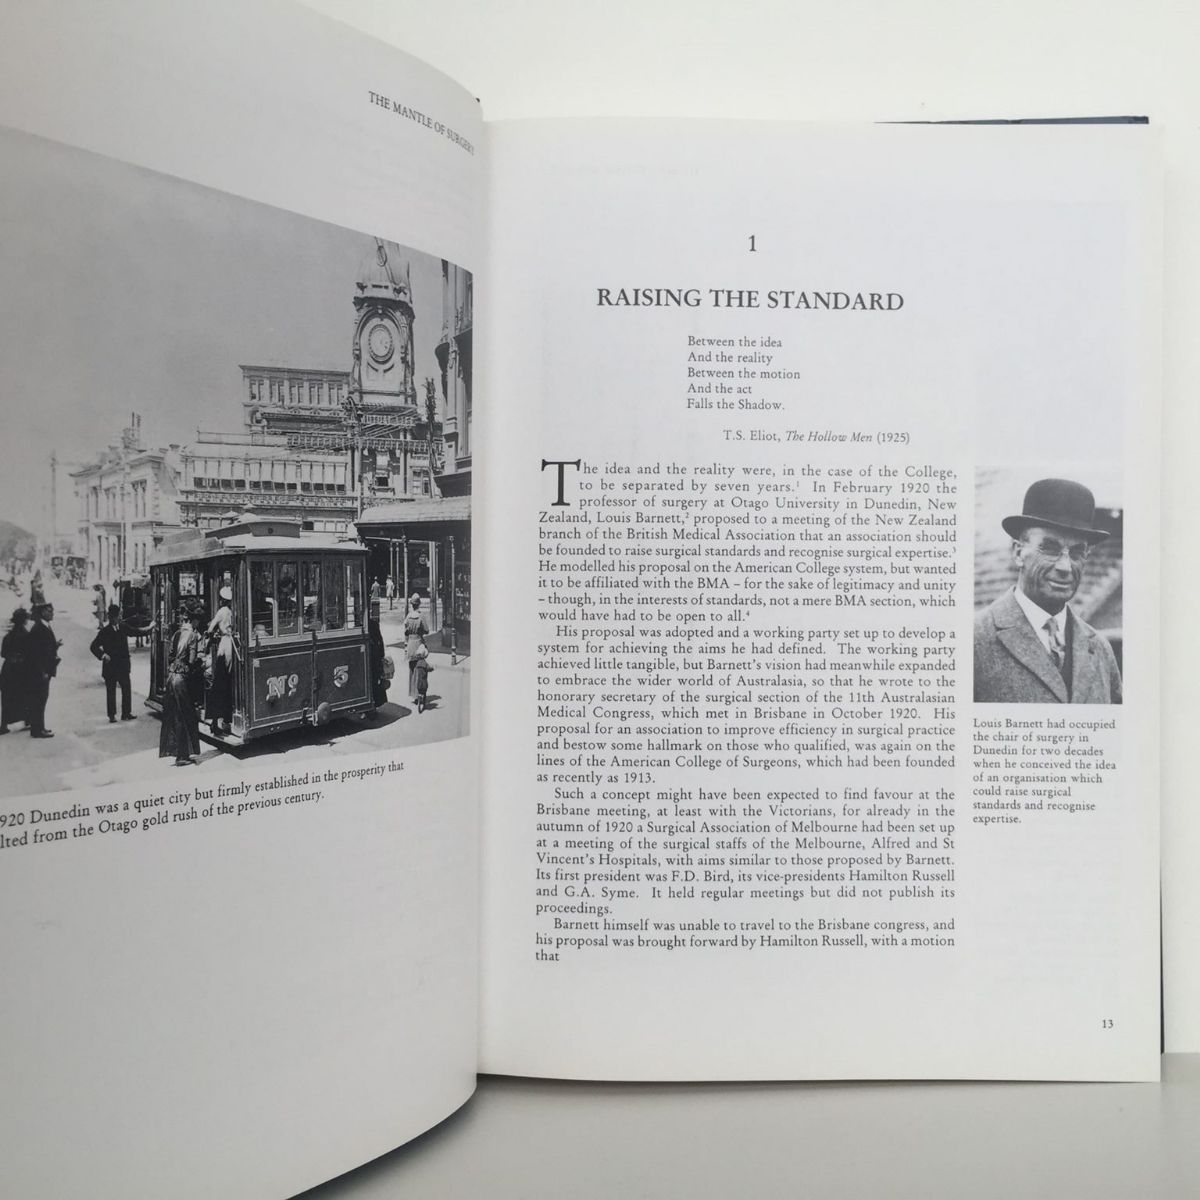 THE MANTLE OF SURGERY
Nº 5
920 Dunedin was a quiet city but firmly established in the prosperity that
lted from the Otago gold rush of the previous century.
1
RAISING THE STANDARD
Between the idea
And the reality
Between the motion
And the act
Falls the Shadow.
T.S. Eliot, The Hollow Men (1925)
The idea and the reality were, in the case of the College,
to be separated by seven years.¹ In February 1920 the
professor of surgery at Otago University in Dunedin, New
Zealand, Louis Barnett,² proposed to a meeting of the New Zealand
branch of the British Medical Association that an association should
be founded to raise surgical standards and recognise surgical expertise.³
He modelled his proposal on the American College system, but wanted
it to be affiliated with the BMA – for the sake of legitimacy and unity
– though, in the interests of standards, not a mere BMA section, which
would have had to be open to all.⁴
His proposal was adopted and a working party set up to develop a
system for achieving the aims he had defined. The working party
achieved little tangible, but Barnett's vision had meanwhile expanded
to embrace the wider world of Australasia, so that he wrote to the
honorary secretary of the surgical section of the 11th Australasian
Medical Congress, which met in Brisbane in October 1920. His
proposal for an association to improve efficiency in surgical practice
and bestow some hallmark on those who qualified, was again on the
lines of the American College of Surgeons, which had been founded
as recently as 1913.
Such a concept might have been expected to find favour at the
Brisbane meeting, at least with the Victorians, for already in the
autumn of 1920 a Surgical Association of Melbourne had been set up
at a meeting of the surgical staffs of the Melbourne, Alfred and St
Vincent's Hospitals, with aims similar to those proposed by Barnett.
Its first president was F.D. Bird, its vice-presidents Hamilton Russell
and G.A. Syme. It held regular meetings but did not publish its
proceedings.
Barnett himself was unable to travel to the Brisbane congress, and
his proposal was brought forward by Hamilton Russell, with a motion
that
Louis Barnett had occupied
the chair of surgery in
Dunedin for two decades
when he conceived the idea
of an organisation which
could raise surgical
standards and recognise
expertise.
13